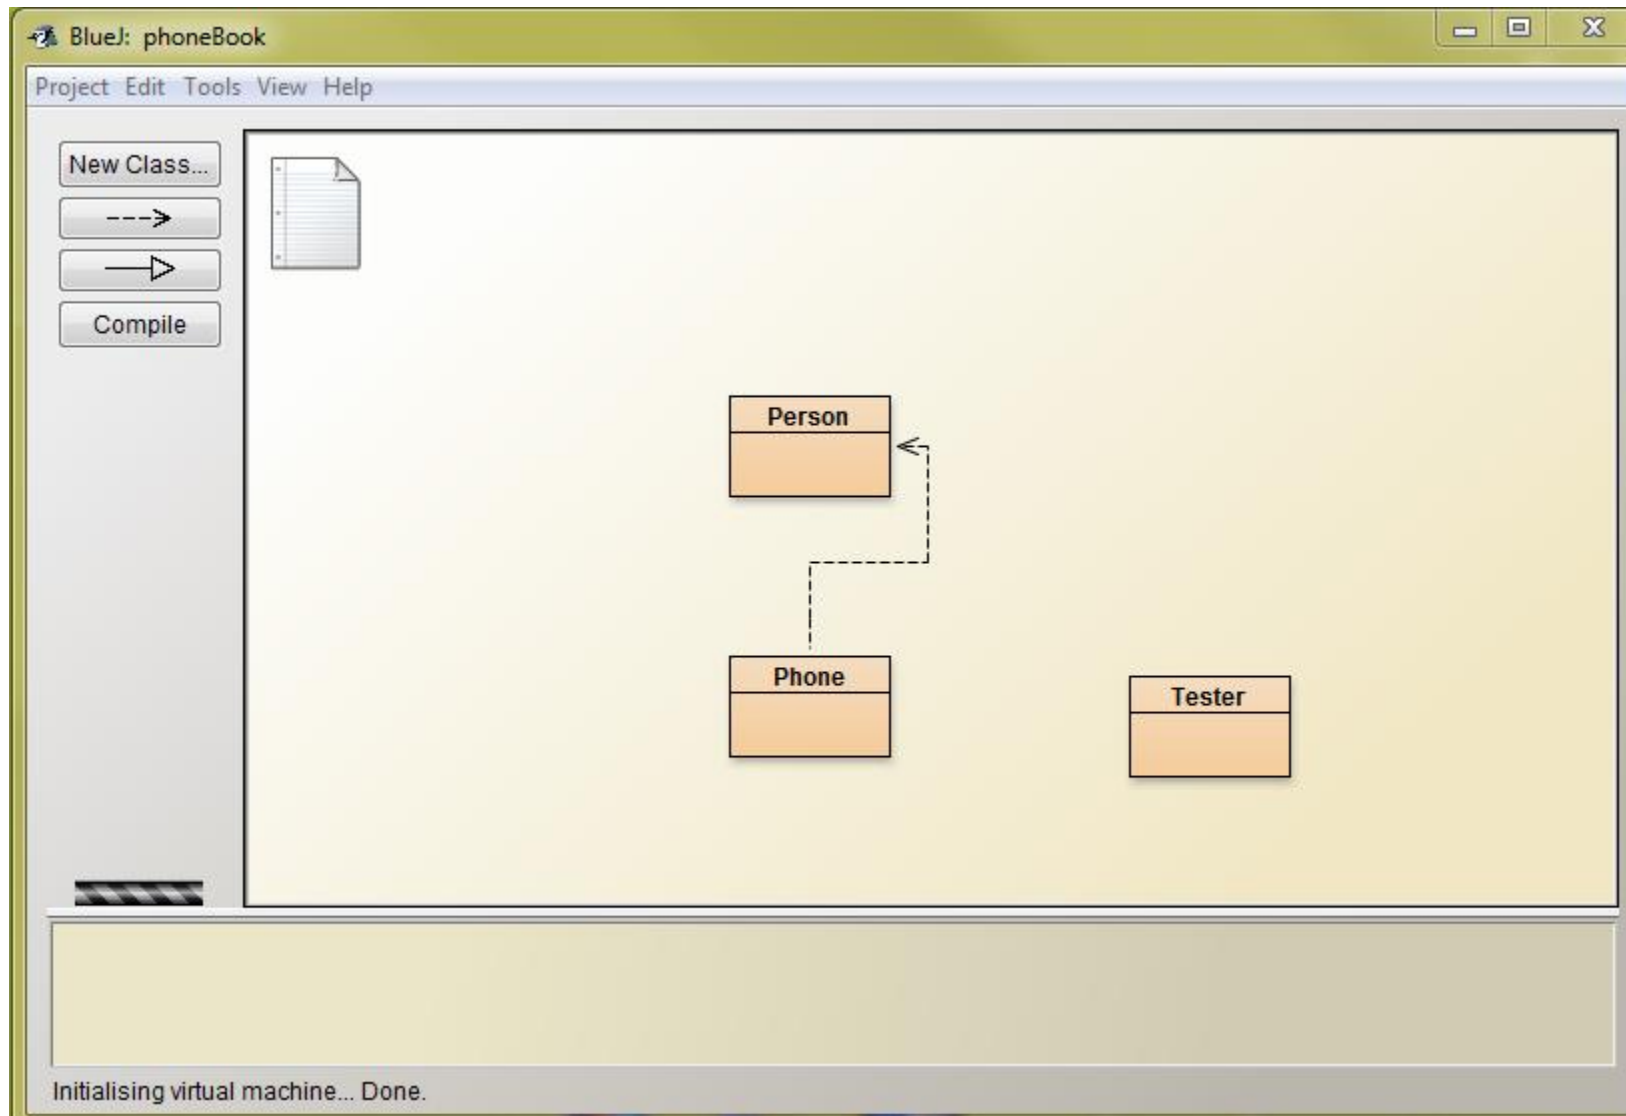 BlueJ: phoneBook
Project Edit Tools View Help
New Class...
Compile
Person
Phone
Tester
Initialising virtual machine... Done.